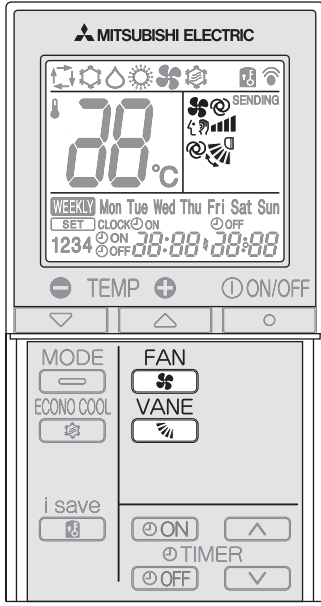 MITSUBISHI ELECTRIC
SENDING
88°C
WEEKLY Mon Tue Wed Thu Fri Sat Sun
SET CLOCK ON OFF
1234 ON OFF 88:88 88:88
TEMP ON/OFF
MODE FAN
ECONO COOL VANE
i save
ON
TIMER
OFF